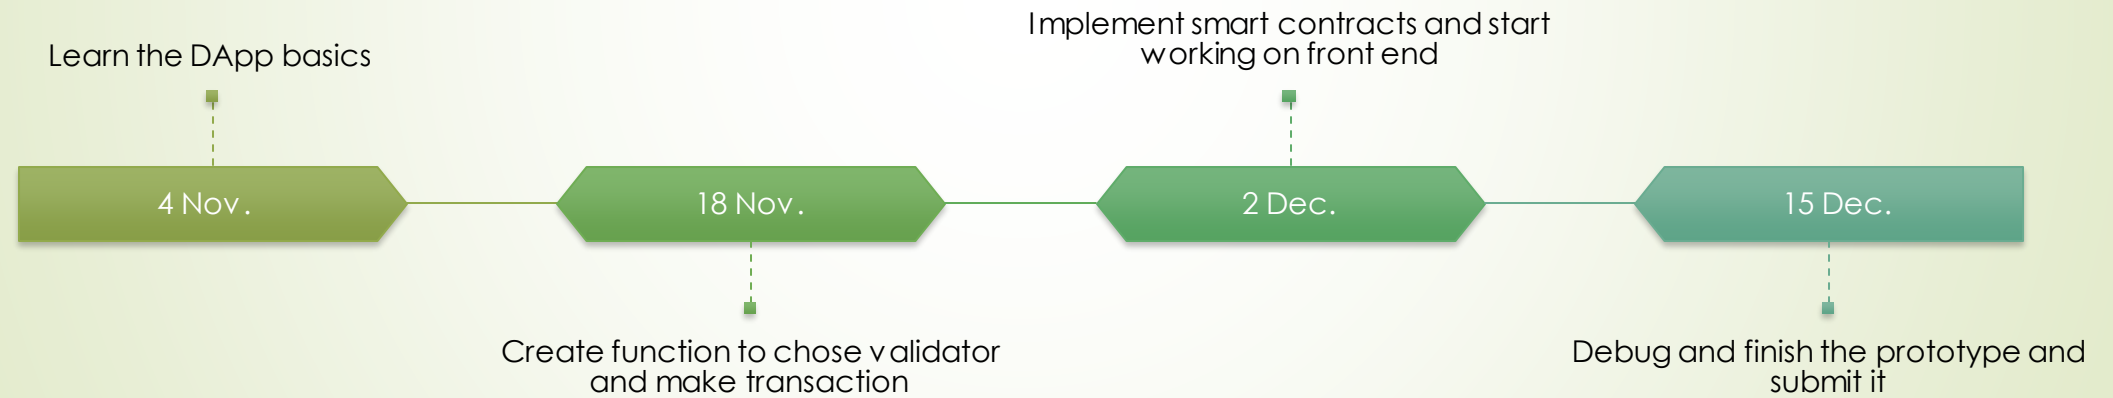 Learn the DApp basics
Implement smart contracts and start
working on front end
4 Nov.
18 Nov.
2 Dec.
15 Dec.
Create function to chose validator
and make transaction
Debug and finish the prototype and
submit it